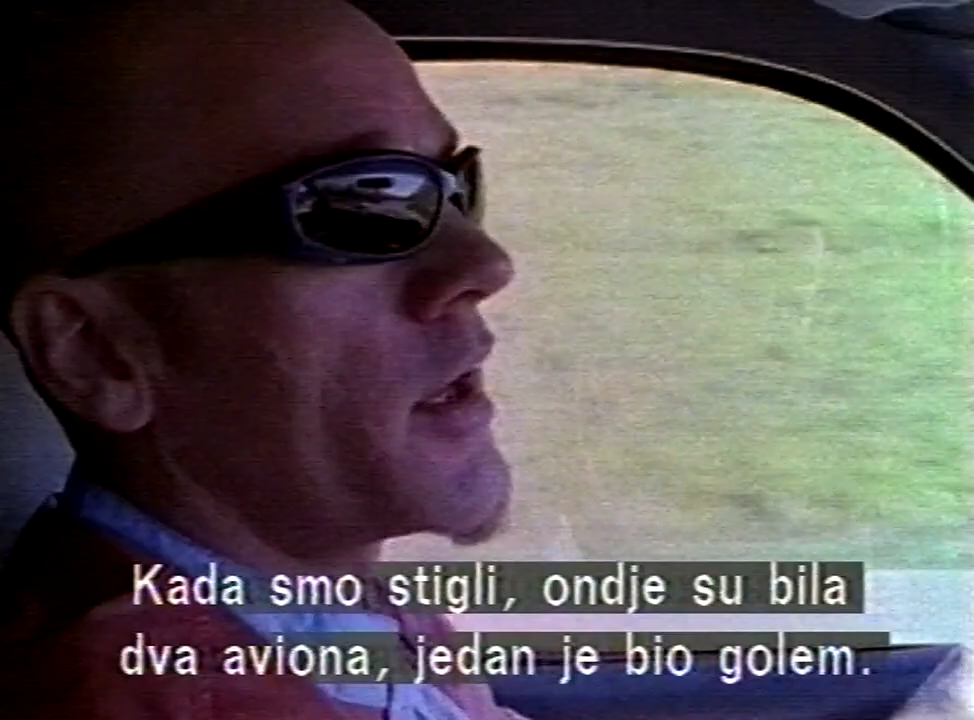 Kada smo stigli, ondje su bila
dva aviona, jedan je bio golem.